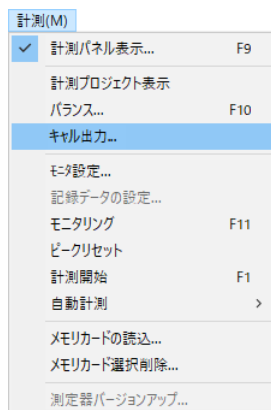 計測(M)
計測パネル表示... F9
計測プロジェクト表示
バランス... F10
キャル出力...
モニタ設定...
記録データの設定...
モニタリング F11
ピークリセット
計測開始 F1
自動計測
メモリカードの読込...
メモリカード選択削除...
測定器バージョンアップ...